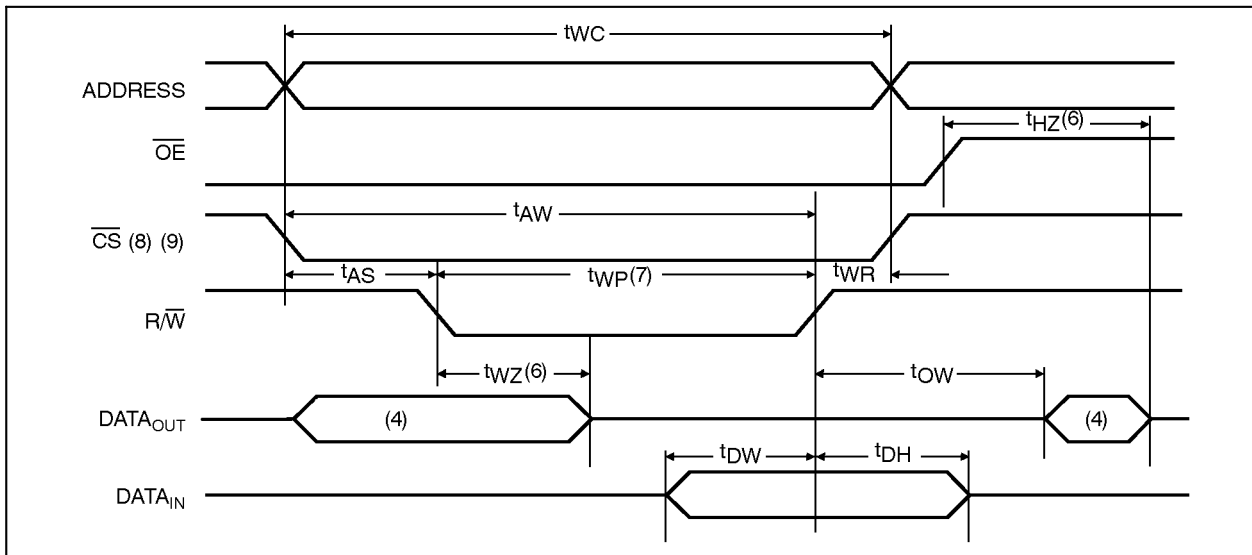 tWC
ADDRESS
tHZ(6)
OE
tAW
CS (8) (9)
tAS
tWP(7)
tWR
R/W
tWZ(6)
tOW
DATAOUT
(4)
(4)
tDW
tDH
DATAIN